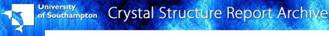 University
of Southampton
Crystal Structure Report Archive